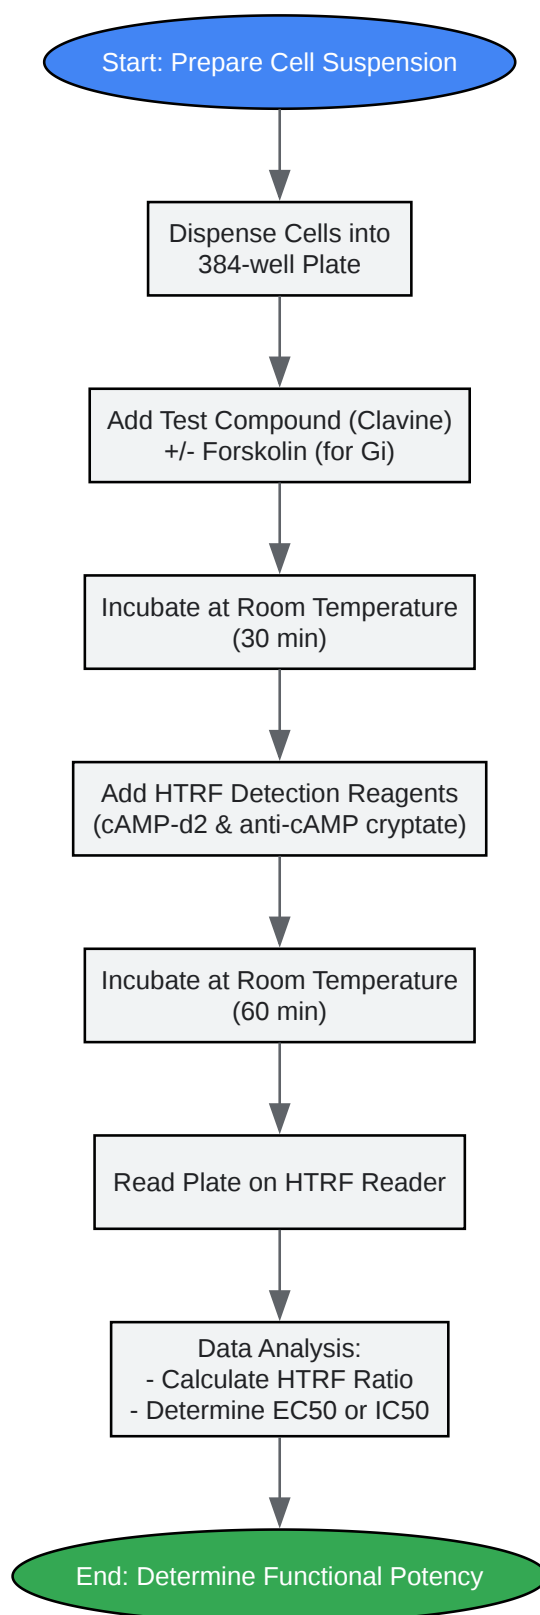 Start: Prepare Cell Suspension
Dispense Cells into
384-well Plate
Add Test Compound (Clavine)
+/- Forskolin (for Gi)
Incubate at Room Temperature
(30 min)
Add HTRF Detection Reagents
(cAMP-d2 & anti-cAMP cryptate)
Incubate at Room Temperature
(60 min)
Read Plate on HTRF Reader
Data Analysis:
- Calculate HTRF Ratio
- Determine EC50 or IC50
End: Determine Functional Potency